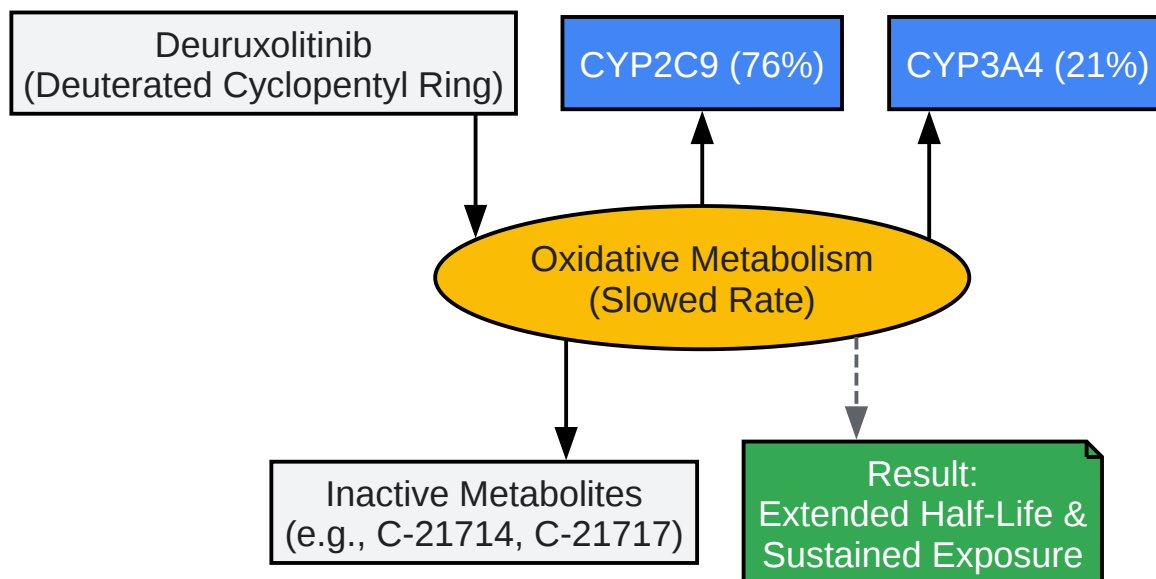 Deuruxolitinib
(Deuterated Cyclopentyl Ring)
CYP2C9 (76%)
CYP3A4 (21%)
Oxidative Metabolism
(Slowed Rate)
Inactive Metabolites
(e.g., C-21714, C-21717)
Result:
Extended Half-Life &
Sustained Exposure